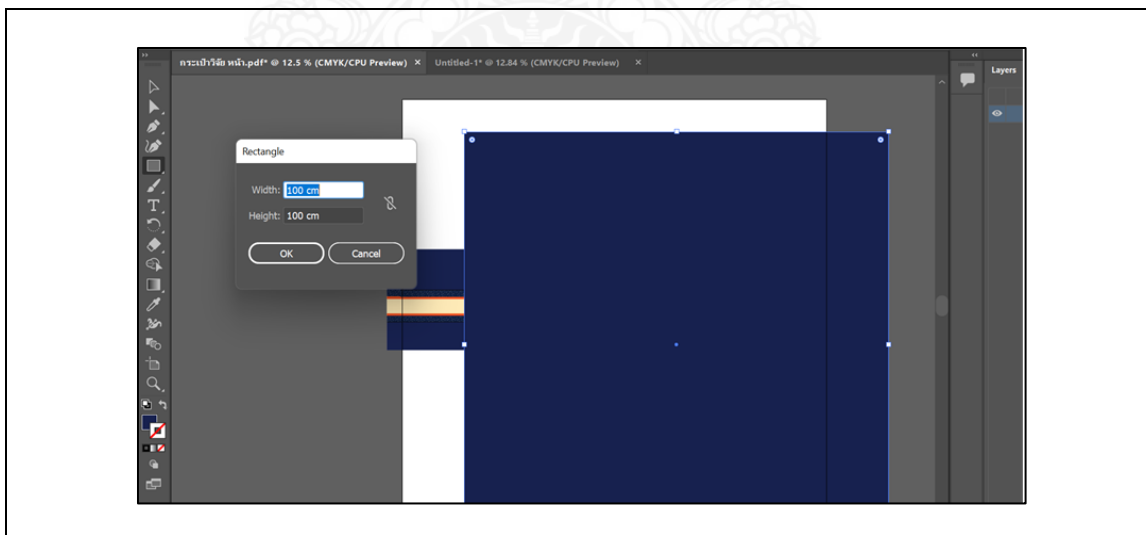 กระเป๋าวิจัย หน้า.pdf* @ 12.5 % (CMYK/CPU Preview) × Untitled-1* @ 12.84 % (CMYK/CPU Preview) ×
Layers
Rectangle
Width: 100 cm
Height: 100 cm
OK Cancel